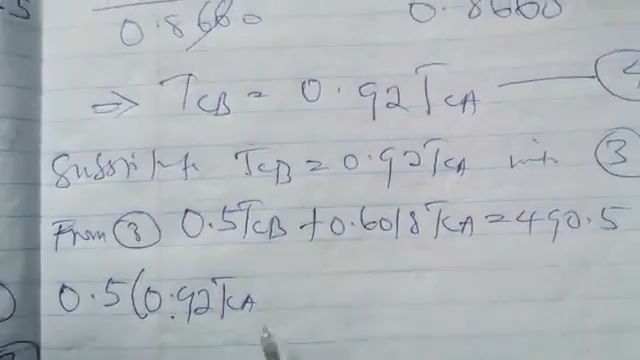 0.8660 0.8660
⇒ TCB = 0.92TCA
Substitute TCB = 0.92TCA into ③
From ③ 0.5TCB + 0.6018TCA = 490.5
0.5(0.92TCA